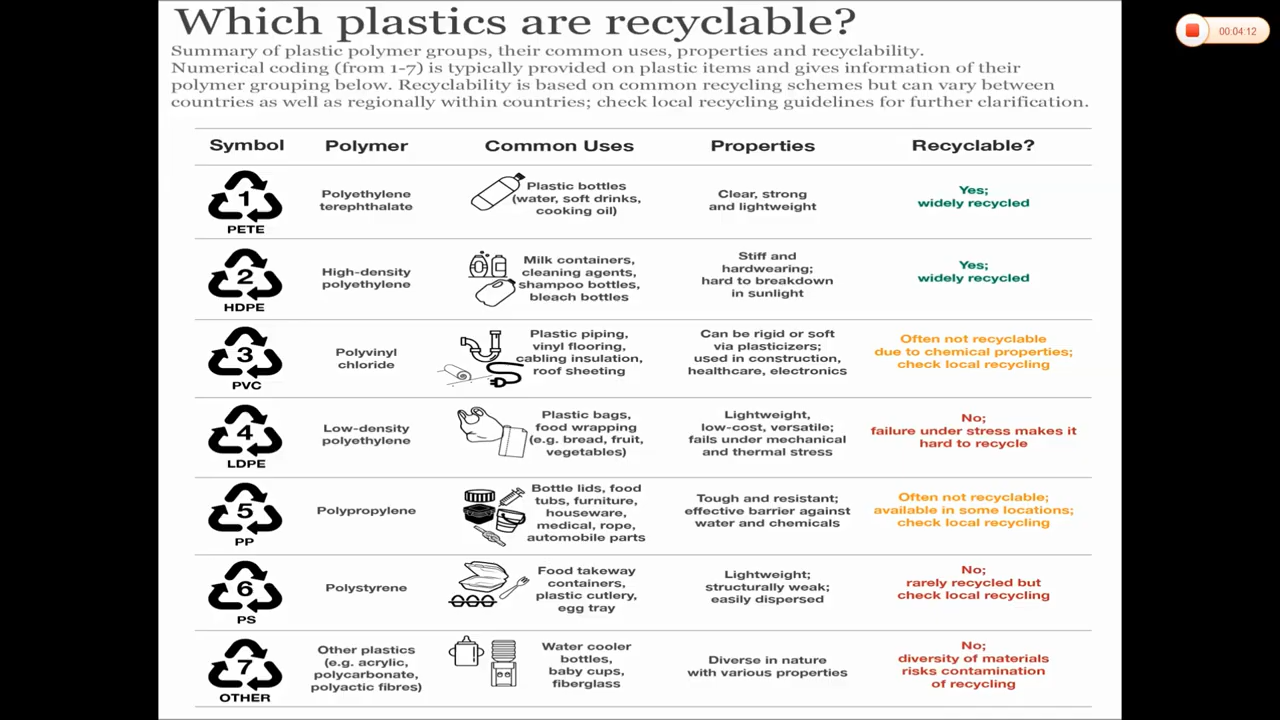 Which plastics are recyclable?
00:04:12
Summary of plastic polymer groups, their common uses, properties and recyclability.
Numerical coding (from 1-7) is typically provided on plastic items and gives information of their
polymer grouping below. Recyclability is based on common recycling schemes but can vary between
countries as well as regionally within countries; check local recycling guidelines for further clarification.
Symbol Polymer Common Uses Properties Recyclable?
1
PETE
Polyethylene
terephthalate
Plastic bottles
(water, soft drinks,
cooking oil)
Clear, strong
and lightweight
Yes;
widely recycled
2
HDPE
High-density
polyethylene
Milk containers,
cleaning agents,
shampoo bottles,
bleach bottles
Stiff and
hardwearing;
hard to breakdown
in sunlight
Yes;
widely recycled
3
PVC
Polyvinyl
chloride
Plastic piping,
vinyl flooring,
cabling insulation,
roof sheeting
Can be rigid or soft
via plasticizers;
used in construction,
healthcare, electronics
Often not recyclable
due to chemical properties;
check local recycling
4
LDPE
Low-density
polyethylene
Plastic bags,
food wrapping
(e.g. bread, fruit,
vegetables)
Lightweight,
low-cost, versatile;
fails under mechanical
and thermal stress
No;
failure under stress makes it
hard to recycle
5
PP
Polypropylene
Bottle lids, food
tubs, furniture,
houseware,
medical, rope,
automobile parts
Tough and resistant;
effective barrier against
water and chemicals
Often not recyclable;
available in some locations;
check local recycling
6
PS
Polystyrene
Food takeway
containers,
plastic cutlery,
egg tray
Lightweight;
structurally weak;
easily dispersed
No;
rarely recycled but
check local recycling
7
OTHER
Other plastics
(e.g. acrylic,
polycarbonate,
polyactic fibres)
Water cooler
bottles,
baby cups,
fiberglass
Diverse in nature
with various properties
No;
diversity of materials
risks contamination
of recycling